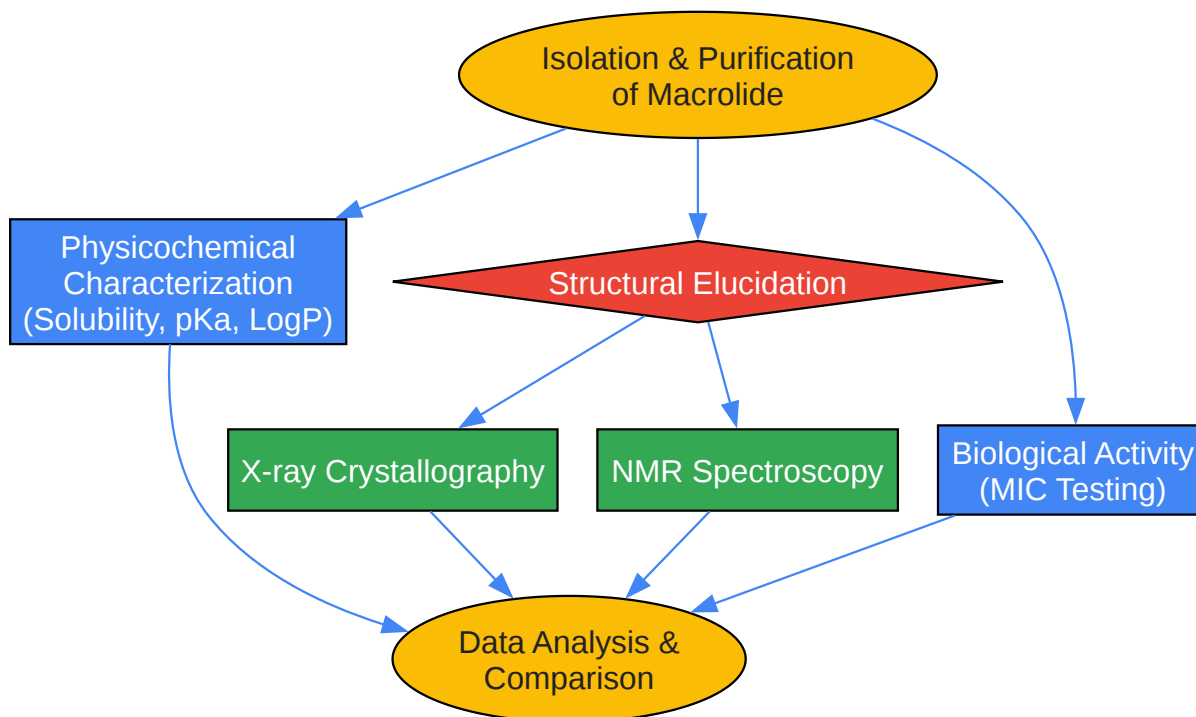 Isolation & Purification
of Macrolide
Physicochemical
Characterization
(Solubility, pKa, LogP)
Structural Elucidation
X-ray Crystallography
NMR Spectroscopy
Biological Activity
(MIC Testing)
Data Analysis &
Comparison